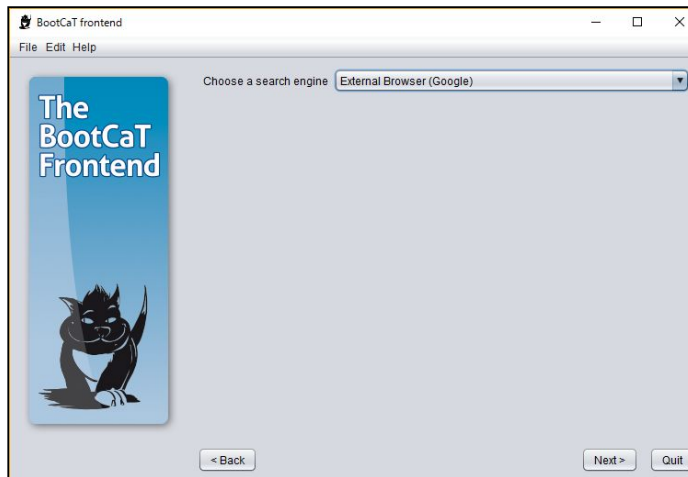 BootCaT frontend
File Edit Help
Choose a search engine External Browser (Google)
The
BootCaT
Frontend
< Back Next > Quit